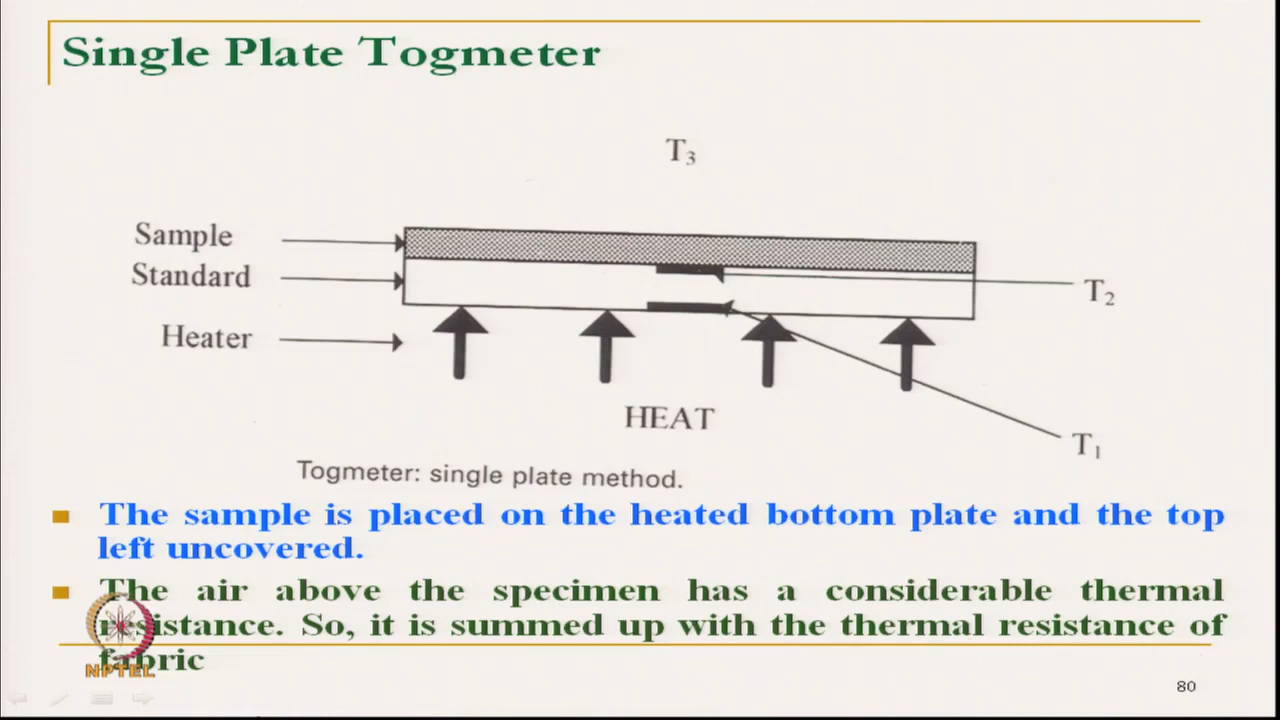 Single Plate Togmeter
T₃
Sample
Standard
T₂
Heater
HEAT
T₁
Togmeter: single plate method.
The sample is placed on the heated bottom plate and the top
left uncovered.
The air above the specimen has a considerable thermal
resistance. So, it is summed up with the thermal resistance of
fabric
NPTEL
80